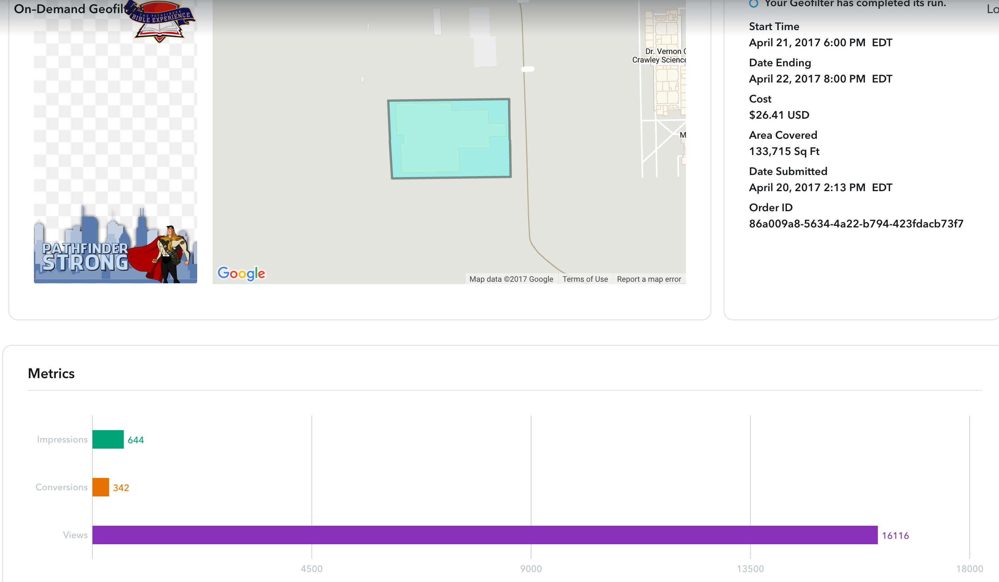 On-Demand Geofilters
THE PATHFINDER
BIBLE EXPERIENCE
PATHFINDER
STRONG
Dr. Vernon
Crawley Science
M
Google
Map data ©2017 Google
Terms of Use
Report a map error
Your Geofilter has completed its run.
Lo
Start Time
April 21, 2017 6:00 PM EDT
Date Ending
April 22, 2017 8:00 PM EDT
Cost
$26.41 USD
Area Covered
133,715 Sq Ft
Date Submitted
April 20, 2017 2:13 PM EDT
Order ID
86a009a8-5634-4a22-b794-423fdacb73f7
Metrics
Impressions 644
Conversions 342
Views 16116
4500 9000 13500 18000